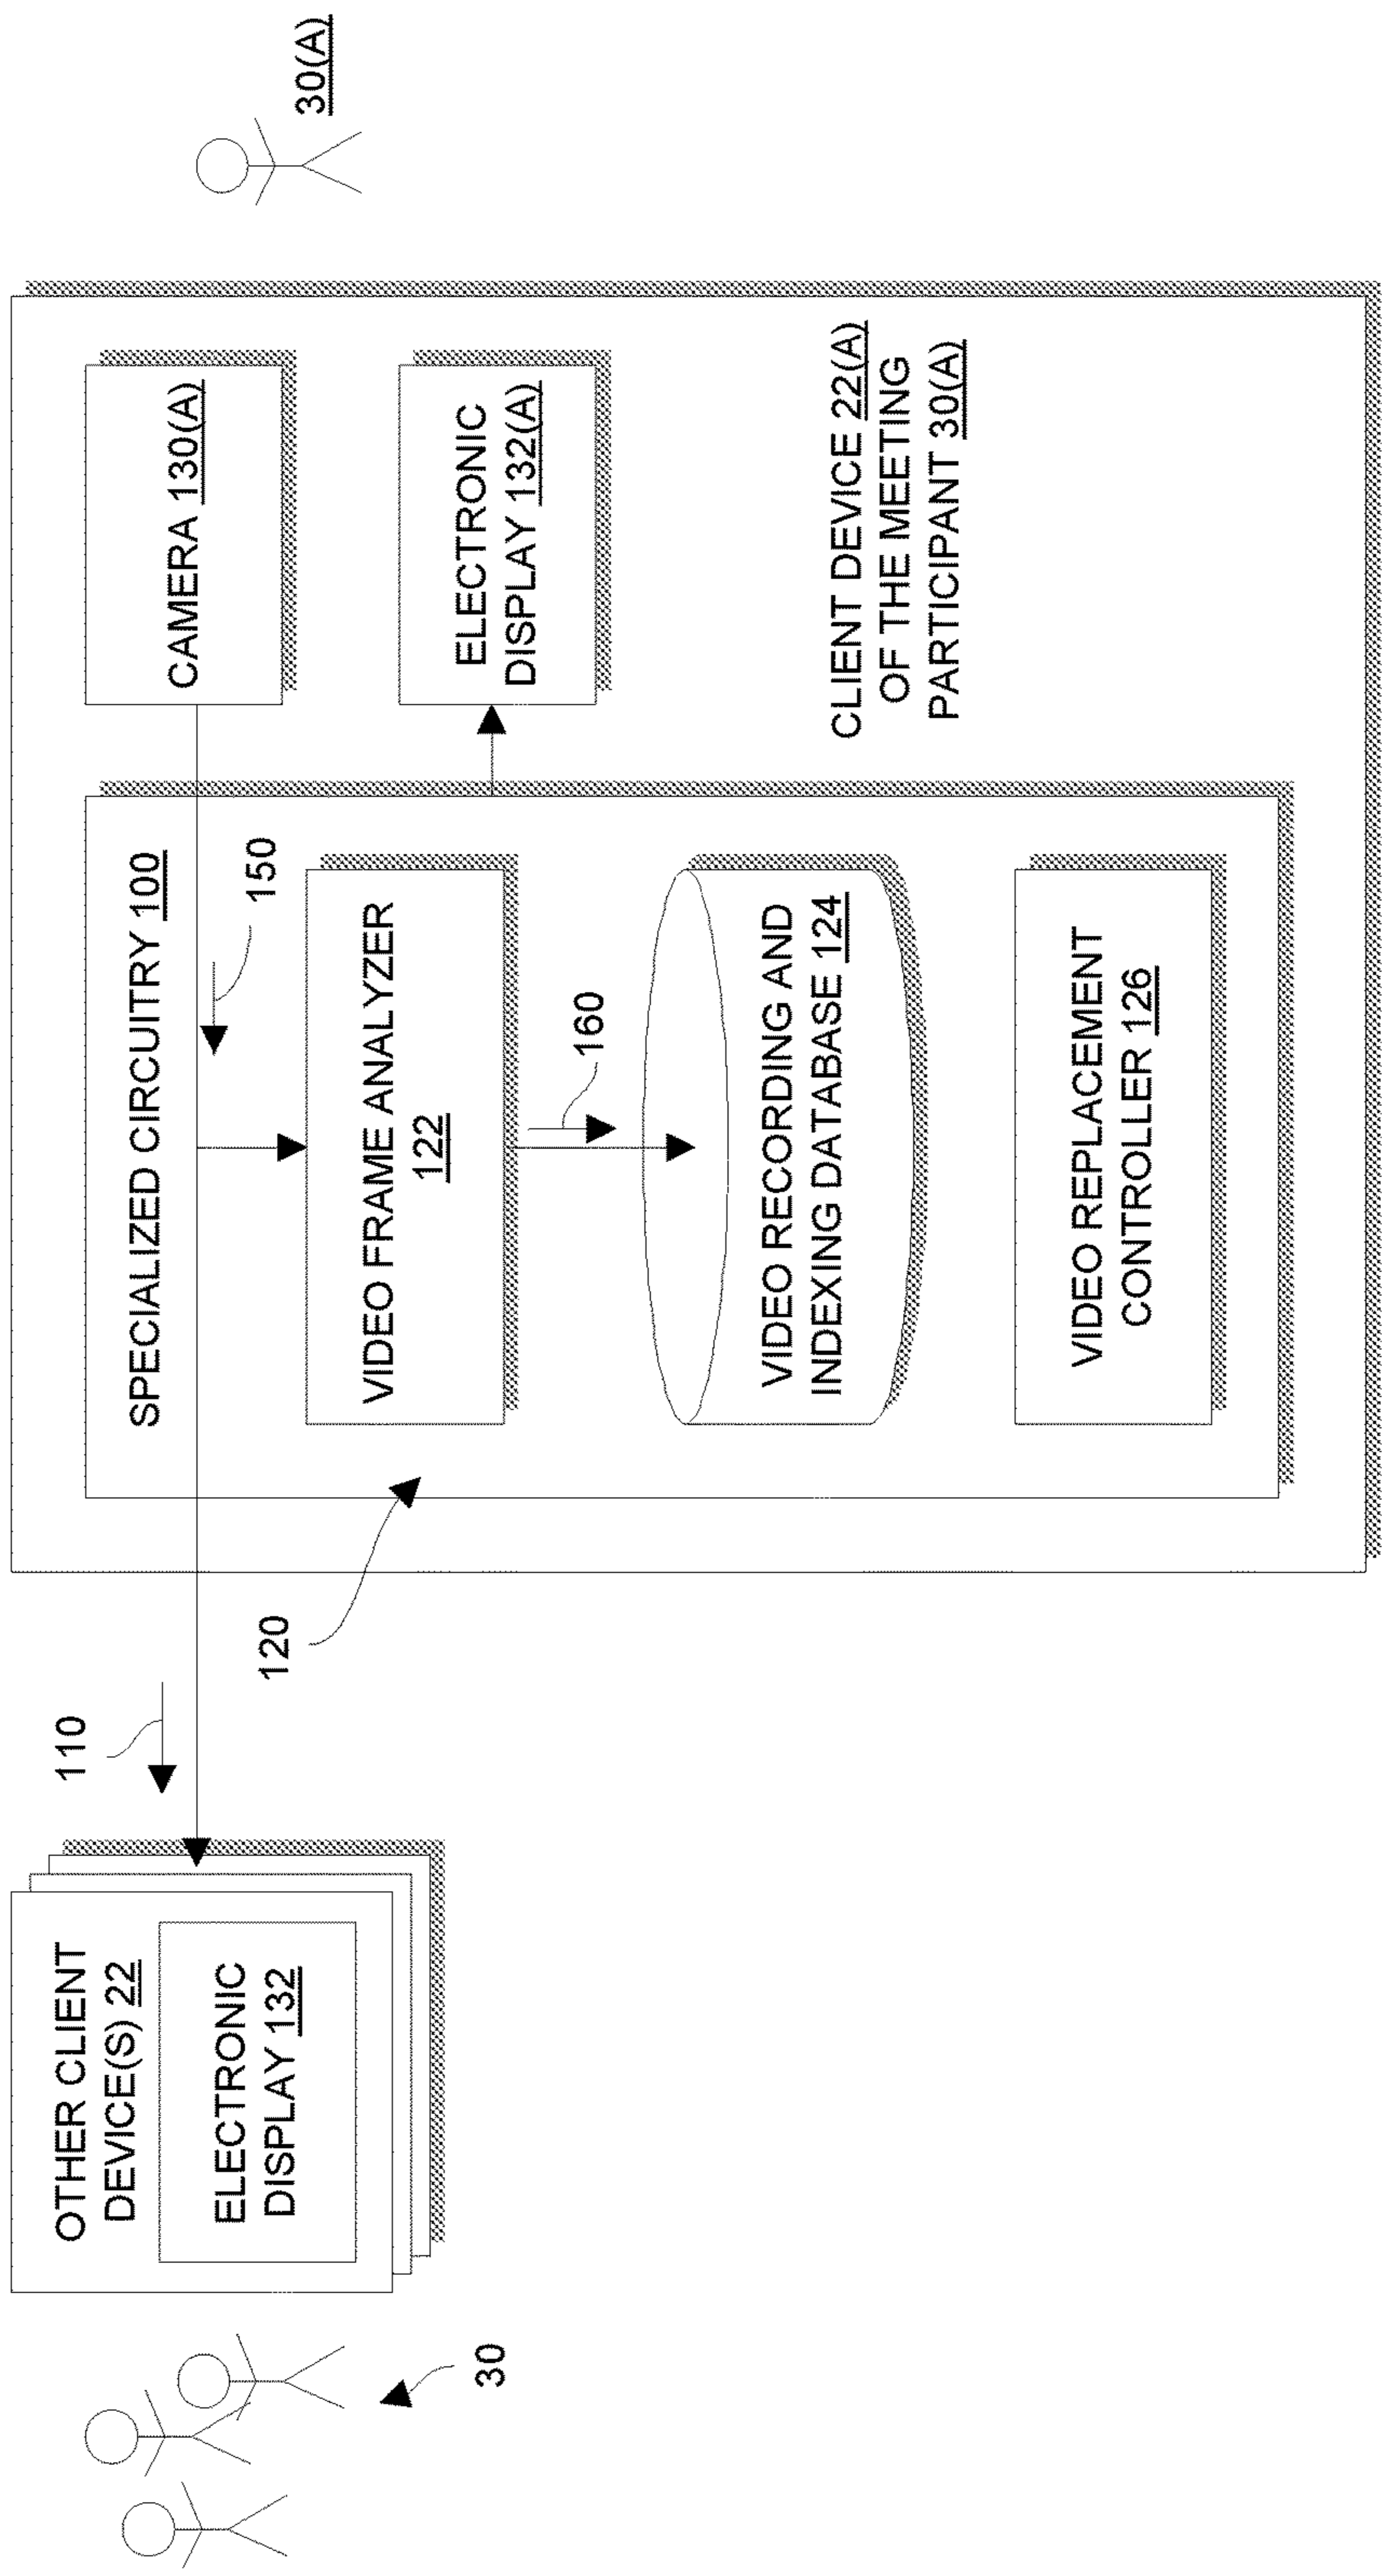 30(A)
OTHER CLIENT
DEVICE(S) 22
ELECTRONIC
DISPLAY 132
30
110
120
SPECIALIZED CIRCUITRY 100
150
VIDEO FRAME ANALYZER
122
160
VIDEO RECORDING AND
INDEXING DATABASE 124
VIDEO REPLACEMENT
CONTROLLER 126
CAMERA 130(A)
ELECTRONIC
DISPLAY 132(A)
CLIENT DEVICE 22(A)
OF THE MEETING
PARTICIPANT 30(A)